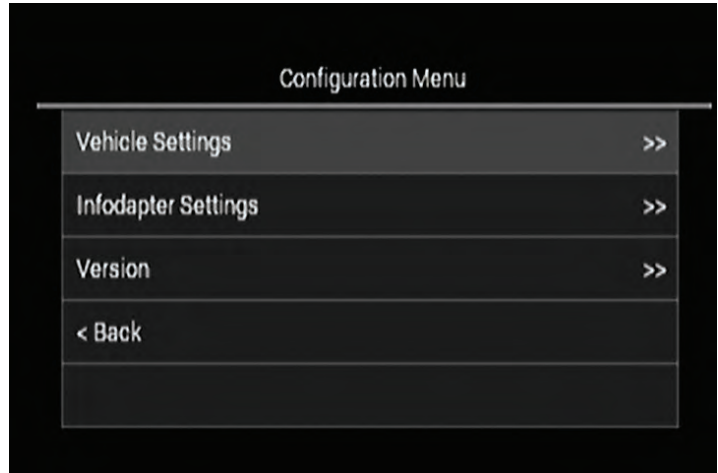 Configuration Menu
Vehicle Settings >>
Infodapter Settings >>
Version >>
< Back